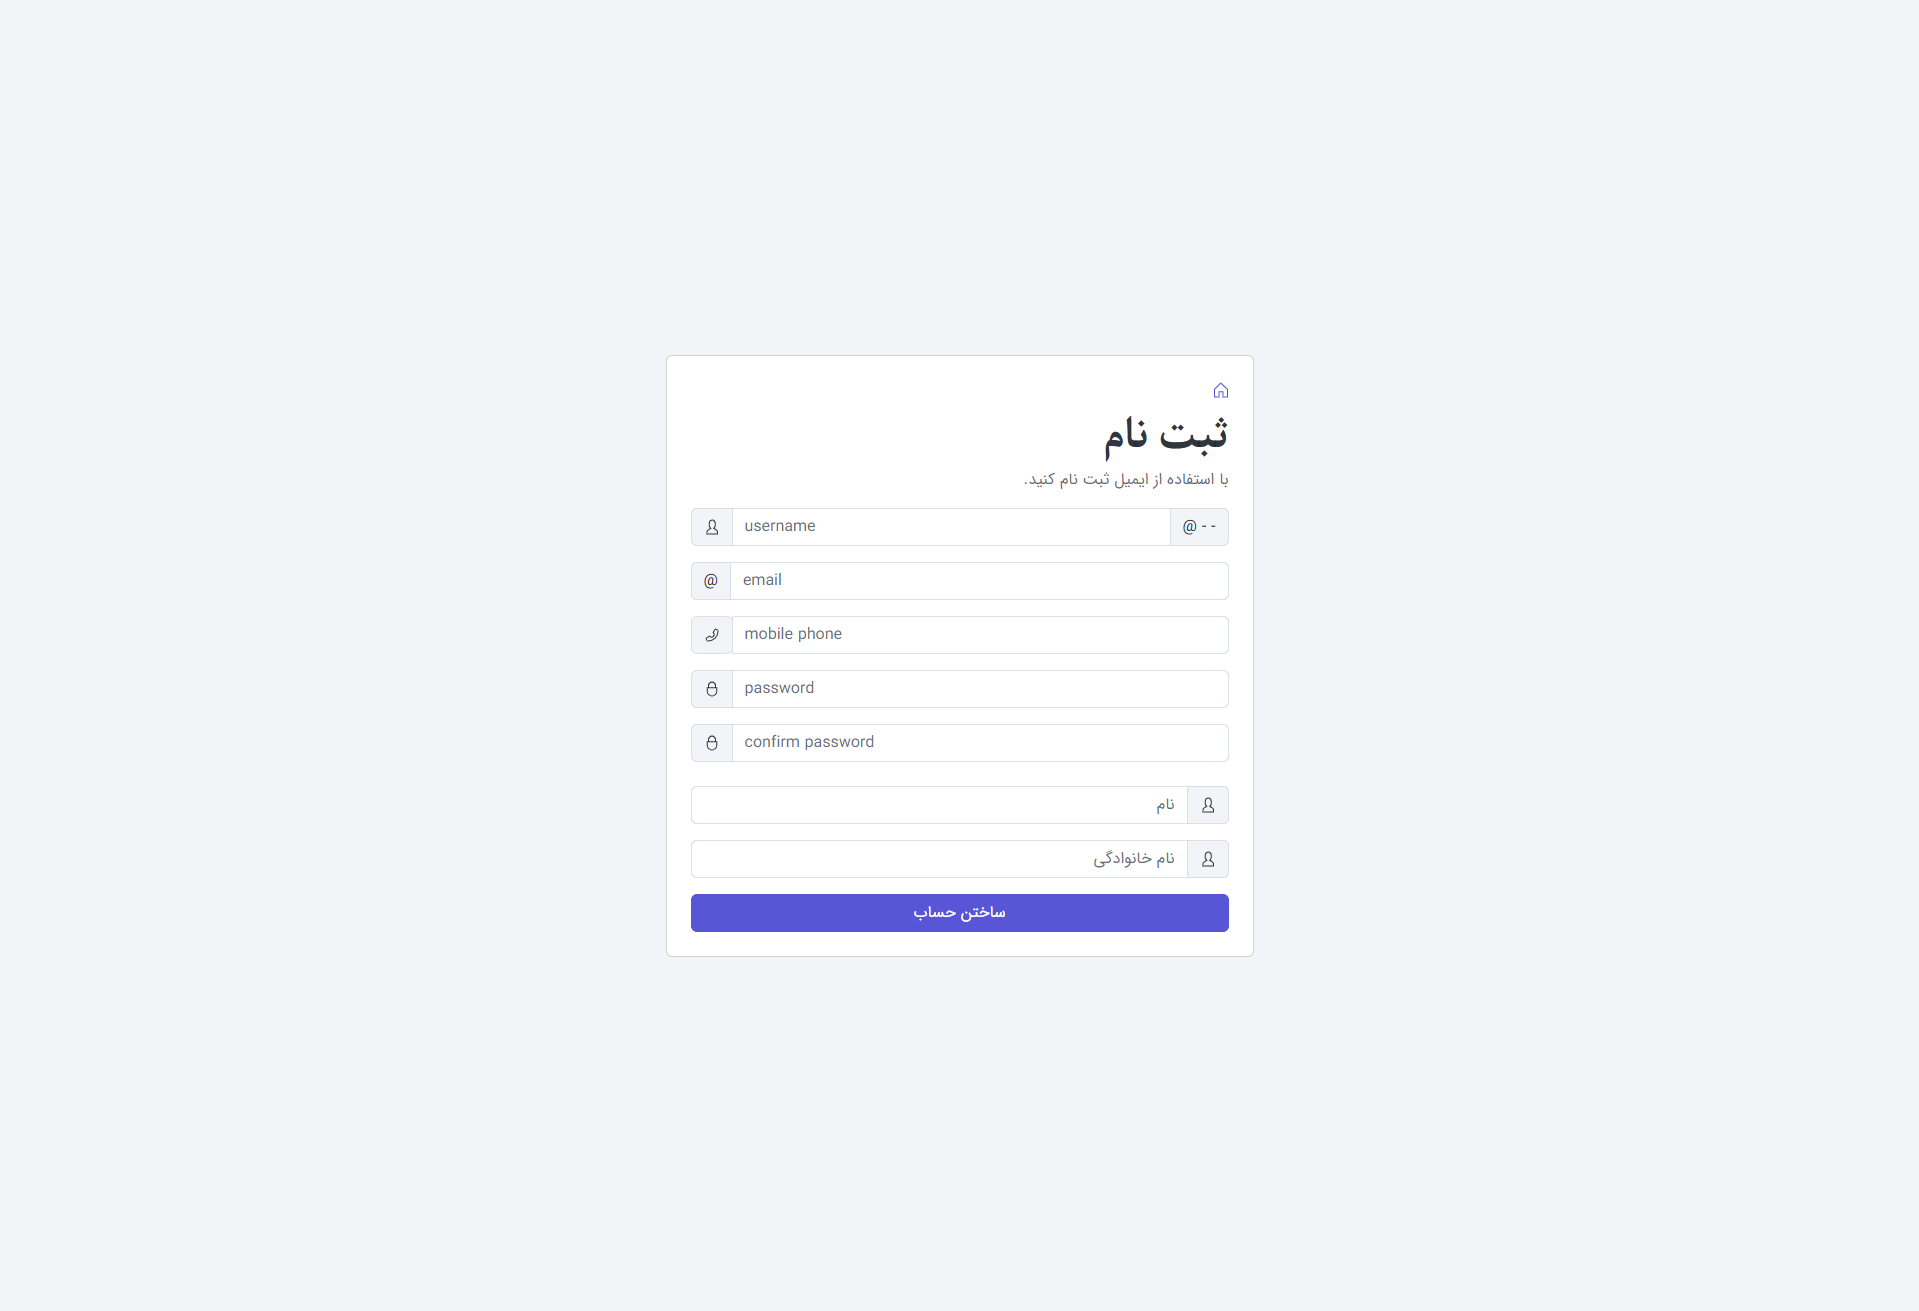 ثبت نام
با استفاده از ایمیل ثبت نام کنید.
username @ - -
@ email
mobile phone
password
confirm password
نام
نام خانوادگی
ساختن حساب